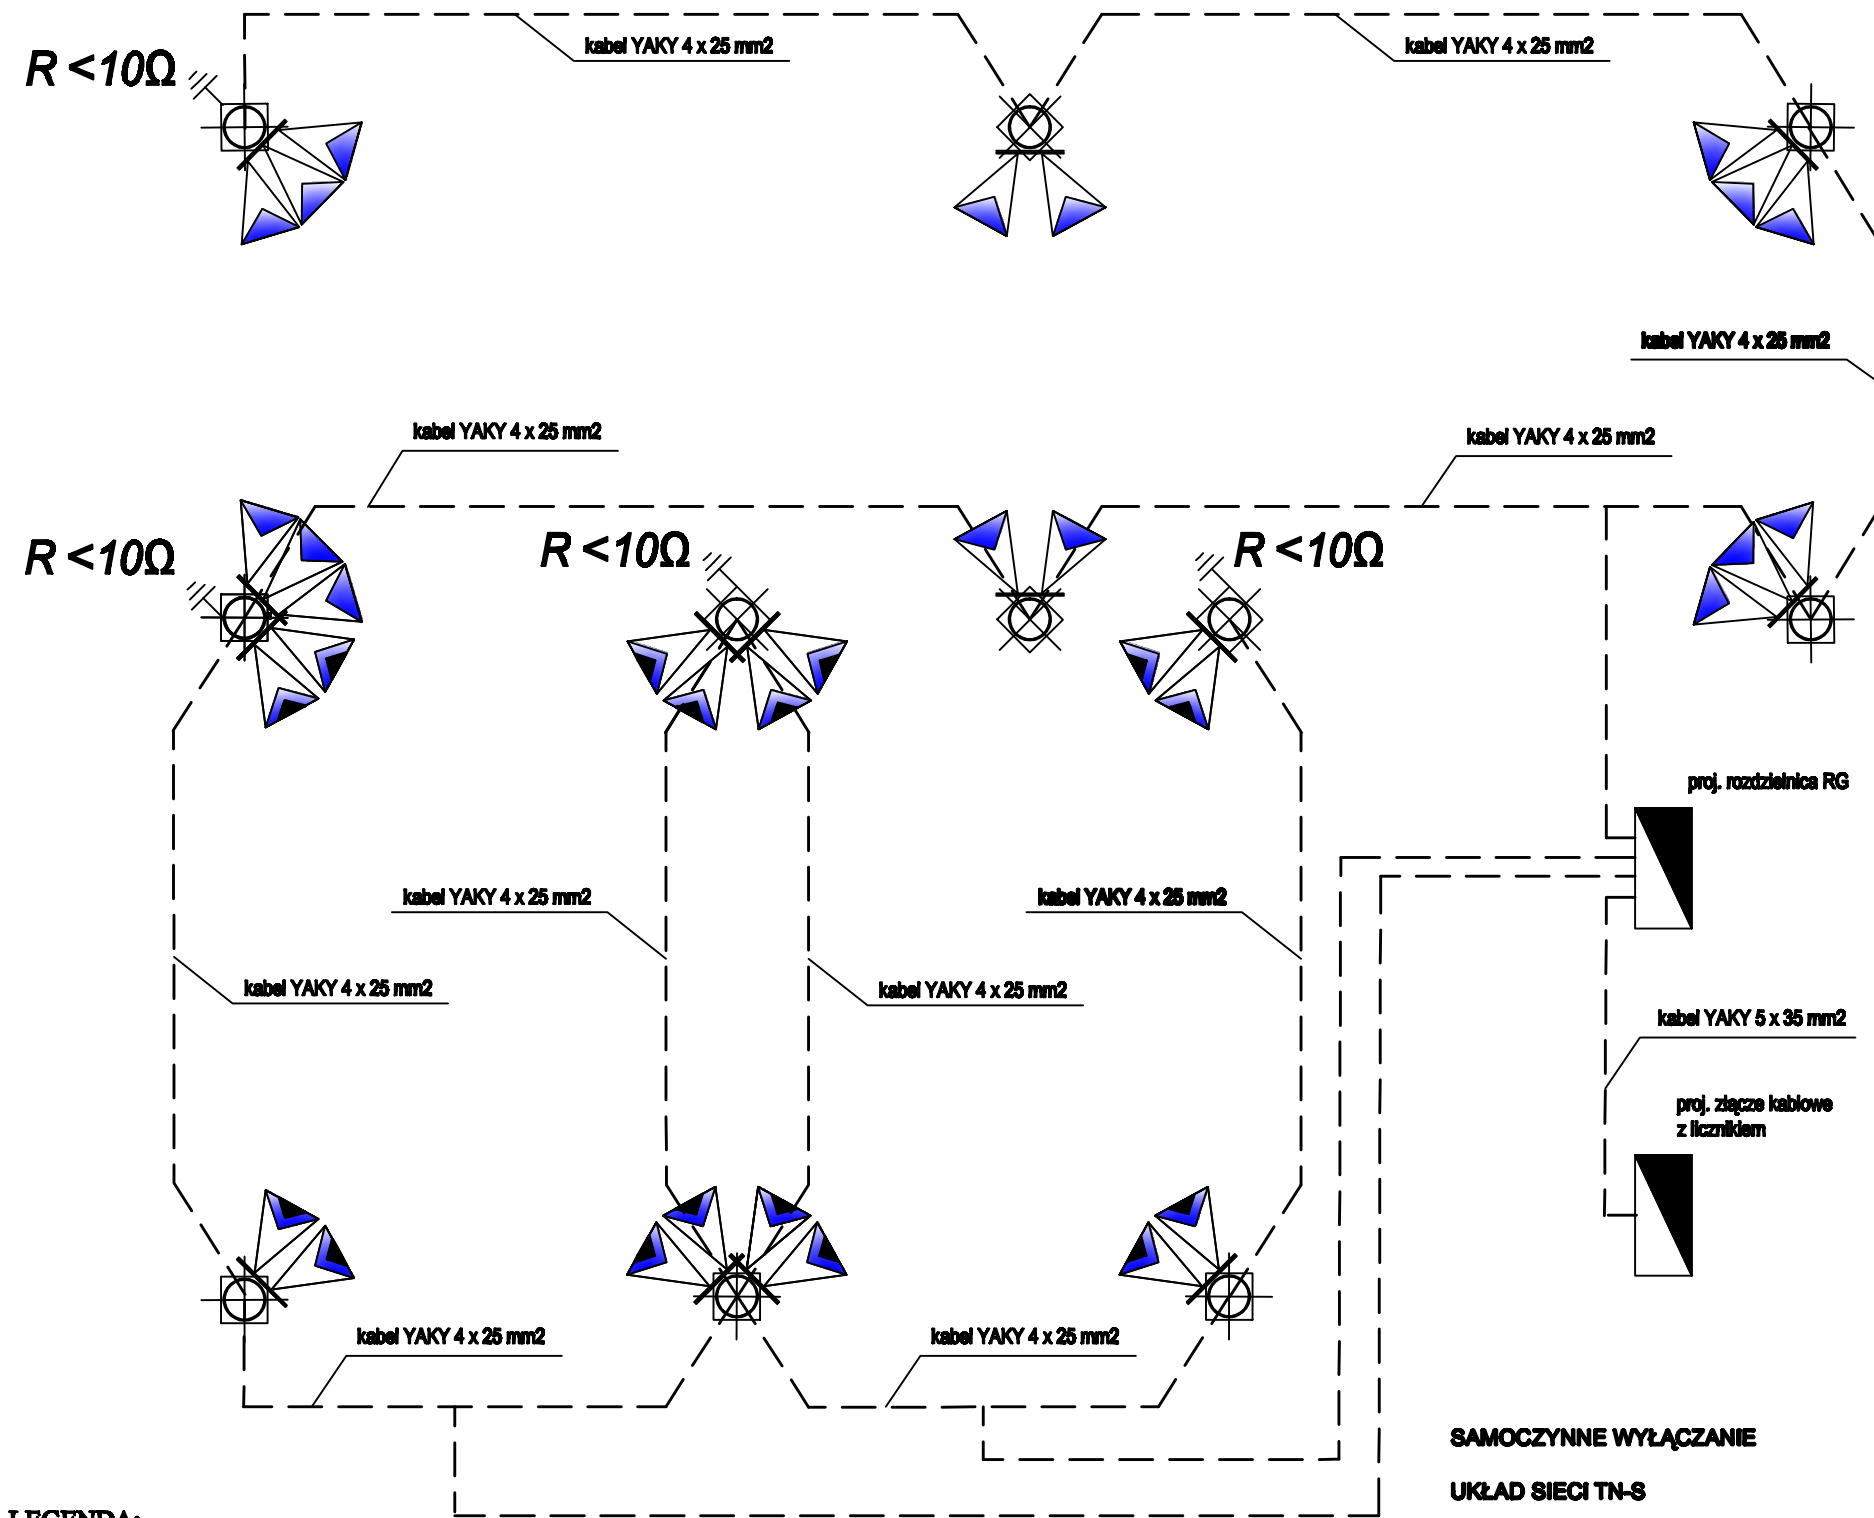 kabel YAKY 4 x 25 mm2
kabel YAKY 4 x 25 mm2
R <10Ω
kabel YAKY 4 x 25 mm2
kabel YAKY 4 x 25 mm2
kabel YAKY 4 x 25 mm2
R <10Ω
R <10Ω
R <10Ω
proj. rozdzielnica RG
kabel YAKY 4 x 25 mm2
kabel YAKY 4 x 25 mm2
kabel YAKY 4 x 25 mm2
kabel YAKY 4 x 25 mm2
kabel YAKY 5 x 35 mm2
proj. złącze kablowe
z licznikiem
kabel YAKY 4 x 25 mm2
kabel YAKY 4 x 25 mm2
SAMOCZYNNE WYŁĄCZANIE
UKŁAD SIECI TN-S
LEGENDA: